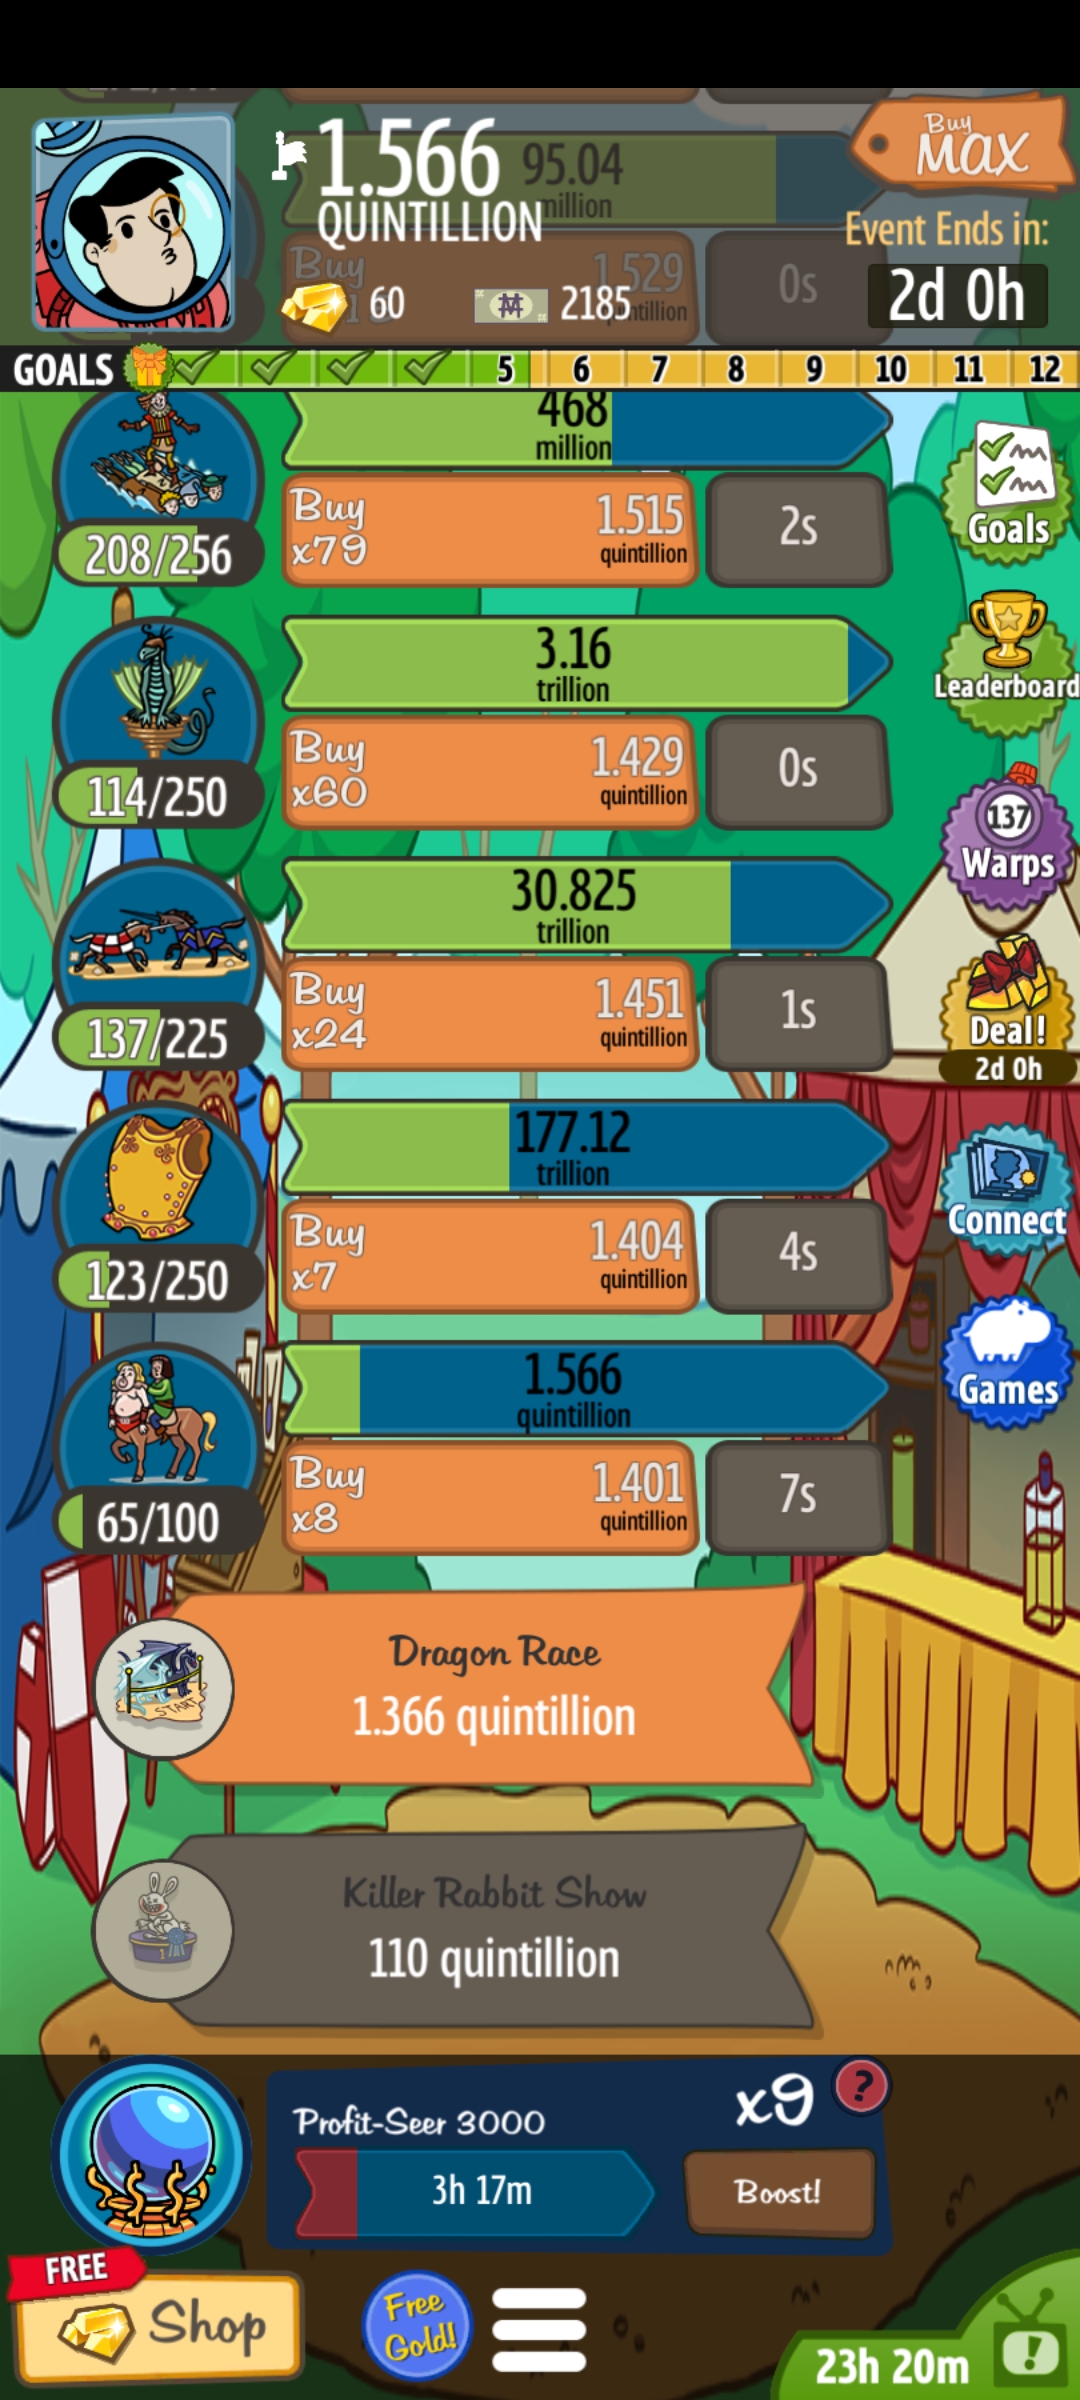 1.566
QUINTILLION
95.04
million
Buy
MAX
Event Ends in:
2d 0h
60
2185
Buy
1.529
0s
GOALS
5 6 7 8 9 10 11 12
468
million
208/256
Buy
x79
1.515
quintillion
2s
Goals
3.16
trillion
114/250
Buy
x60
1.429
quintillion
0s
Leaderboard
137
Warps
30.825
trillion
137/225
Buy
x24
1.451
quintillion
1s
Deal!
2d 0h
177.12
trillion
123/250
Buy
x7
1.404
quintillion
4s
Connect
1.566
quintillion
65/100
Buy
x8
1.401
quintillion
7s
Games
START
Dragon Race
1.366 quintillion
1
Killer Rabbit Show
110 quintillion
Profit-Seer 3000
3h 17m
x9
?
Boost!
FREE
Shop
Free
Gold!
23h 20m
!